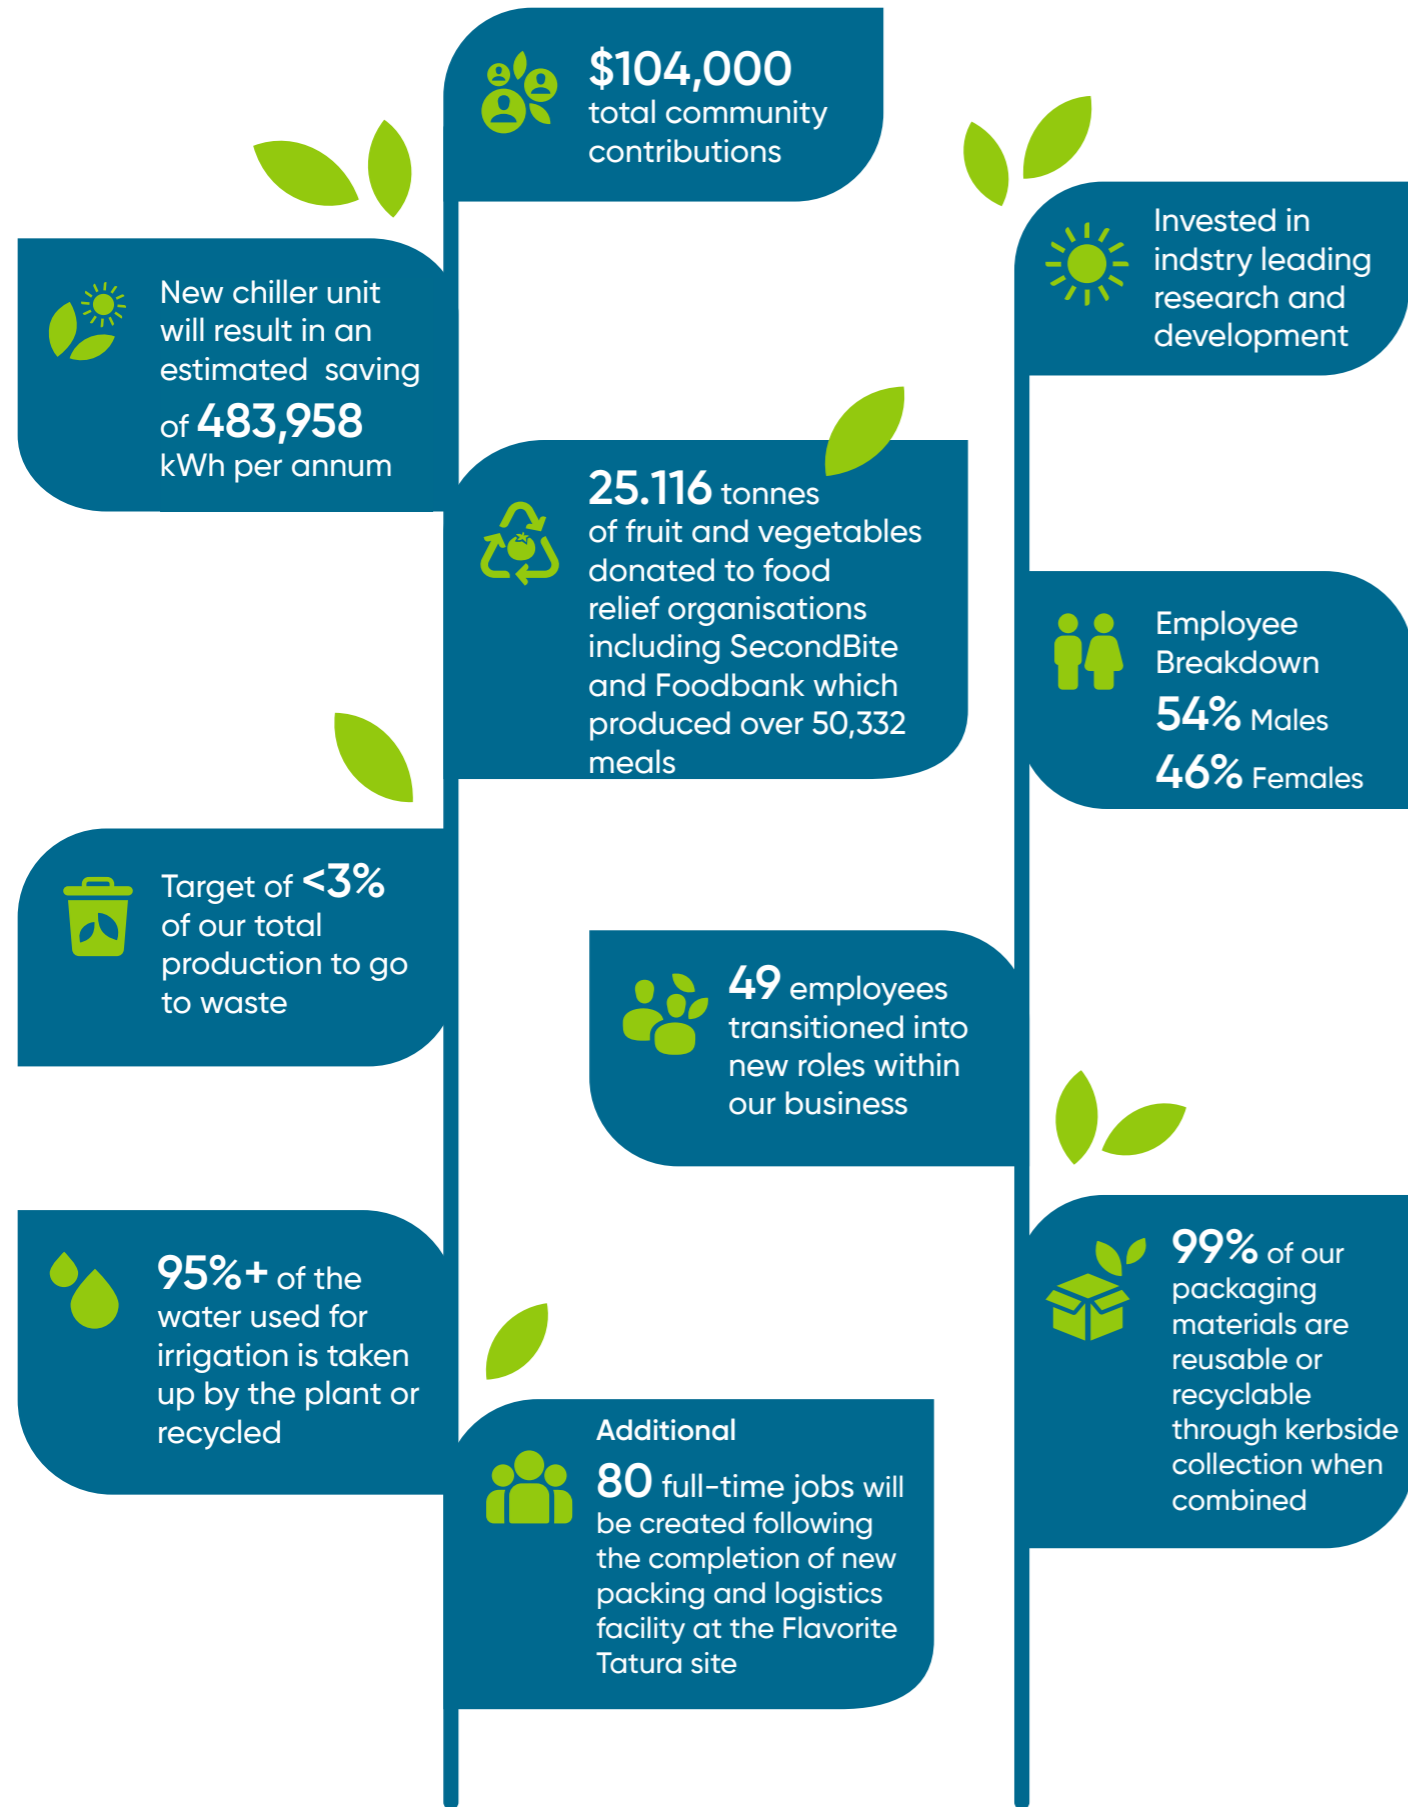 $104,000
total community
contributions
New chiller unit
will result in an
estimated saving
of 483,958
kWh per annum
Invested in
indstry leading
research and
development
25.116 tonnes
of fruit and vegetables
donated to food
relief organisations
including SecondBite
and Foodbank which
produced over 50,332
meals
Employee
Breakdown
54% Males
46% Females
Target of <3%
of our total
production to go
to waste
49 employees
transitioned into
new roles within
our business
95%+ of the
water used for
irrigation is taken
up by the plant or
recycled
99% of our
packaging
materials are
reusable or
recyclable
through kerbside
collection when
combined
Additional
80 full-time jobs will
be created following
the completion of new
packing and logistics
facility at the Flavorite
Tatura site